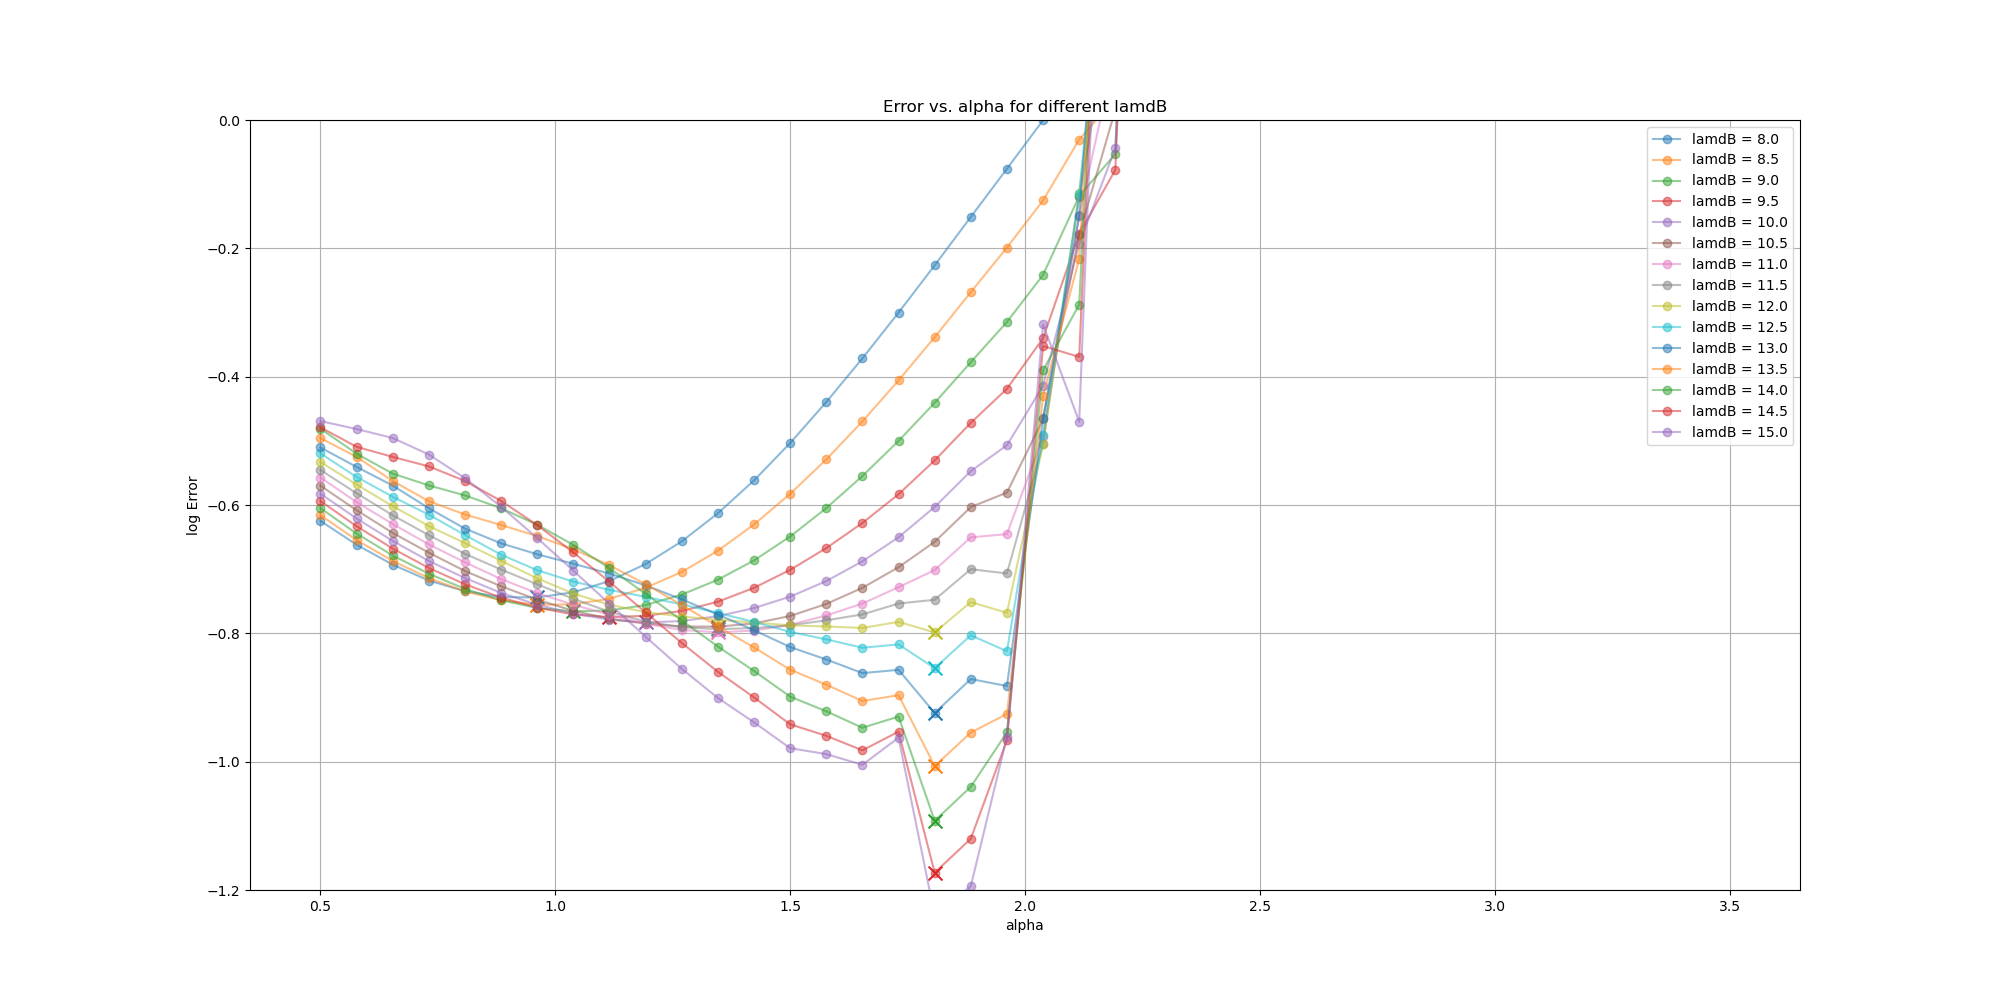 Error vs. alpha for different lamdB
0.0
−0.2
−0.4
−0.6
−0.8
−1.0
−1.2
log Error
0.5
1.0
1.5
2.0
2.5
3.0
3.5
alpha
lamdB = 8.0
lamdB = 8.5
lamdB = 9.0
lamdB = 9.5
lamdB = 10.0
lamdB = 10.5
lamdB = 11.0
lamdB = 11.5
lamdB = 12.0
lamdB = 12.5
lamdB = 13.0
lamdB = 13.5
lamdB = 14.0
lamdB = 14.5
lamdB = 15.0